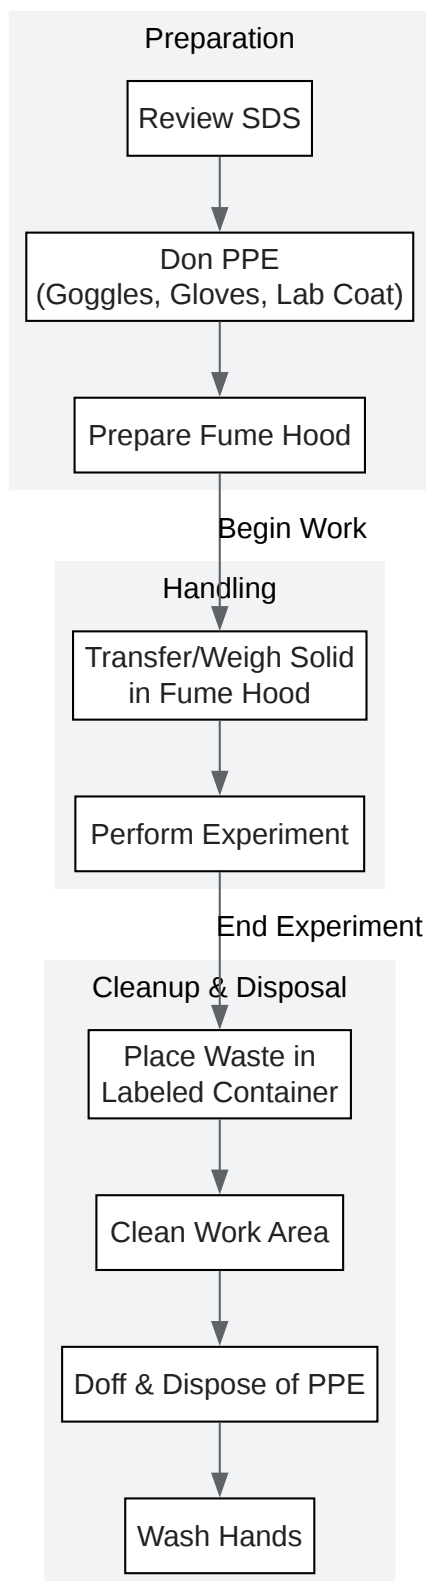 Preparation
Review SDS
Don PPE
(Goggles, Gloves, Lab Coat)
Prepare Fume Hood
Begin Work
Handling
Transfer/Weigh Solid
in Fume Hood
Perform Experiment
End Experiment
Cleanup & Disposal
Place Waste in
Labeled Container
Clean Work Area
Doff & Dispose of PPE
Wash Hands